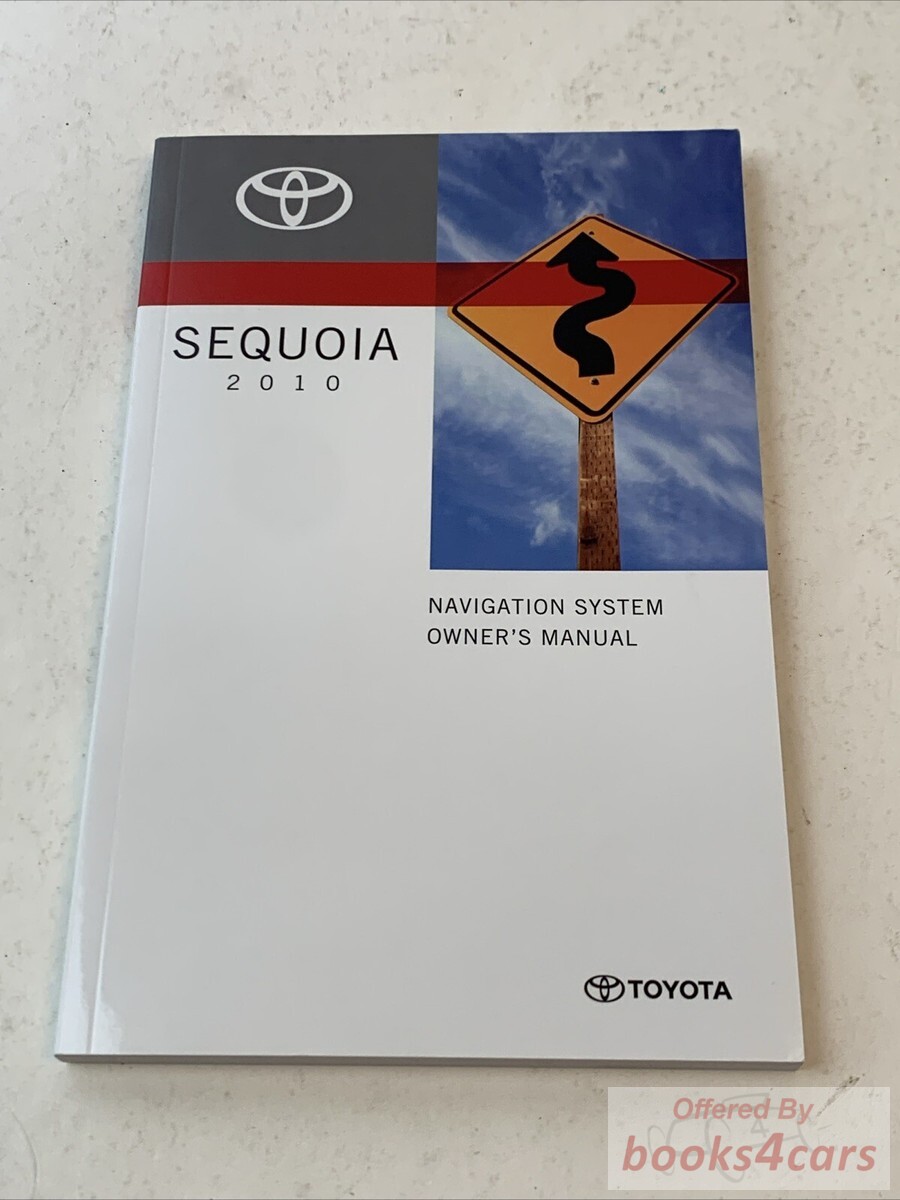 SEQUOIA
2010
NAVIGATION SYSTEM
OWNER'S MANUAL
TOYOTA
Offered By
books4cars